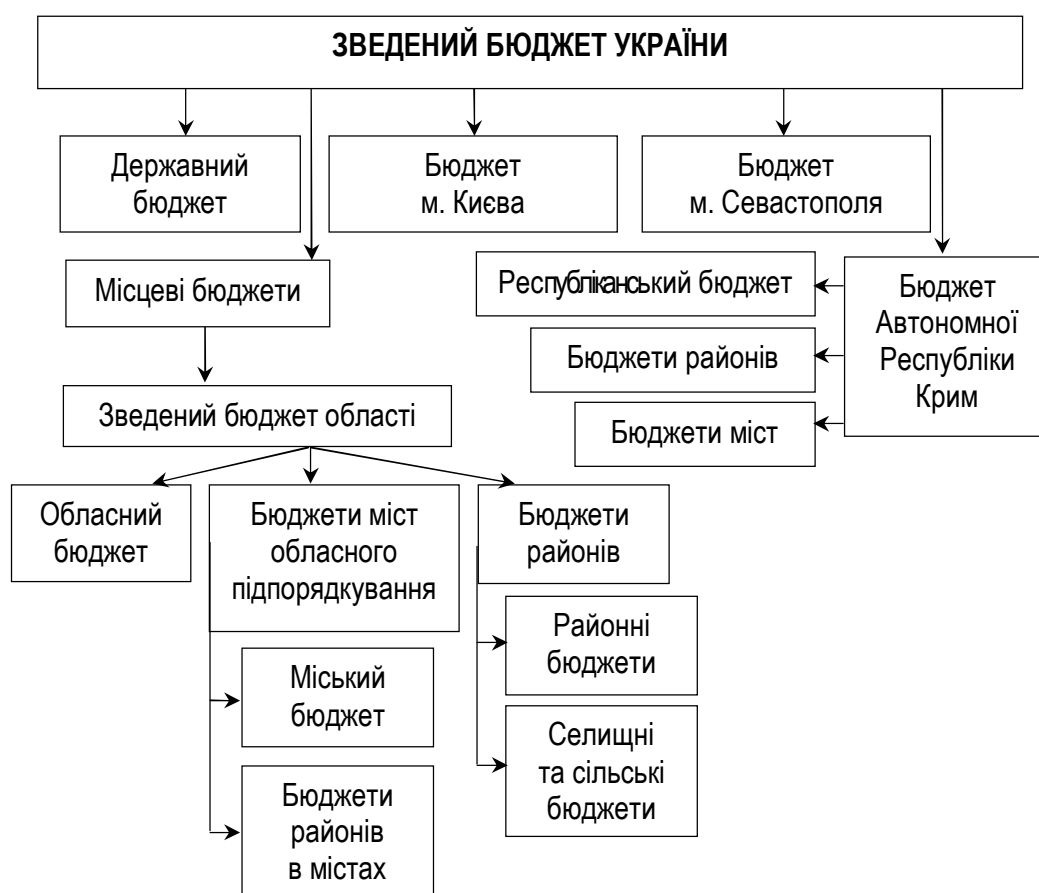 ЗВЕДЕНИЙ БЮДЖЕТ УКРАЇНИ
Державний
бюджет
Бюджет
м. Києва
Бюджет
м. Севастополя
Місцеві бюджети
Республіканський бюджет
Бюджети районів
Бюджети міст
Бюджет
Автономної
Республіки
Крим
Зведений бюджет області
Обласний
бюджет
Бюджети міст
обласного
підпорядкування
Бюджети
районів
Міський
бюджет
Бюджети
районів
в містах
Районні
бюджети
Селищні
та сільські
бюджети